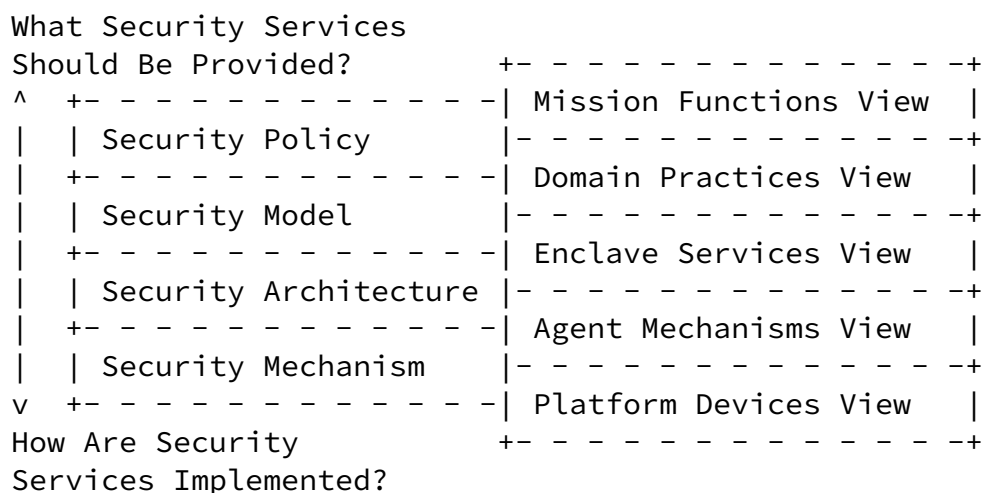 What Security Services
Should Be Provided?          +- - - - - - - - - - - - - -+
^  +- - - - - - - - - - - - -| Mission Functions View  |
|  | Security Policy         |- - - - - - - - - - - - - -+
|  +- - - - - - - - - - - - -| Domain Practices View   |
|  | Security Model          |- - - - - - - - - - - - - -+
|  +- - - - - - - - - - - - -| Enclave Services View   |
|  | Security Architecture |- - - - - - - - - - - - - -+
|  +- - - - - - - - - - - - -| Agent Mechanisms View   |
|  | Security Mechanism      |- - - - - - - - - - - - - -+
v  +- - - - - - - - - - - - -| Platform Devices View   |
How Are Security             +- - - - - - - - - - - - - -+
Services Implemented?